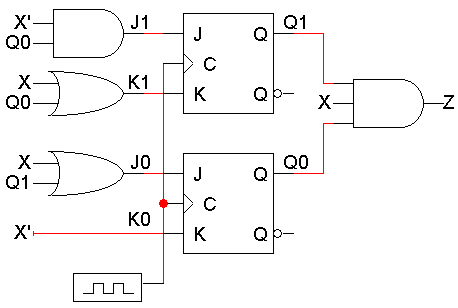 X' J1 Q1
Q0 J Q
C
X K1
Q0 K Q
X Z
X J0 Q0
Q1 J Q
C
K0
X' K Q